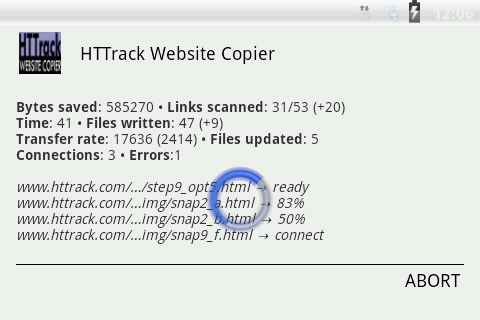 12:06
HTTrack
WEBSITE COPIER
HTTrack Website Copier
Bytes saved: 585270 • Links scanned: 31/53 (+20)
Time: 41 • Files written: 47 (+9)
Transfer rate: 17636 (2414) • Files updated: 5
Connections: 3 • Errors:1
www.httrack.com/.../step9_opt5.html → ready
www.httrack.com/...img/snap2_a.html → 83%
www.httrack.com/...img/snap2_b.html → 50%
www.httrack.com/...img/snap9_f.html → connect
ABORT